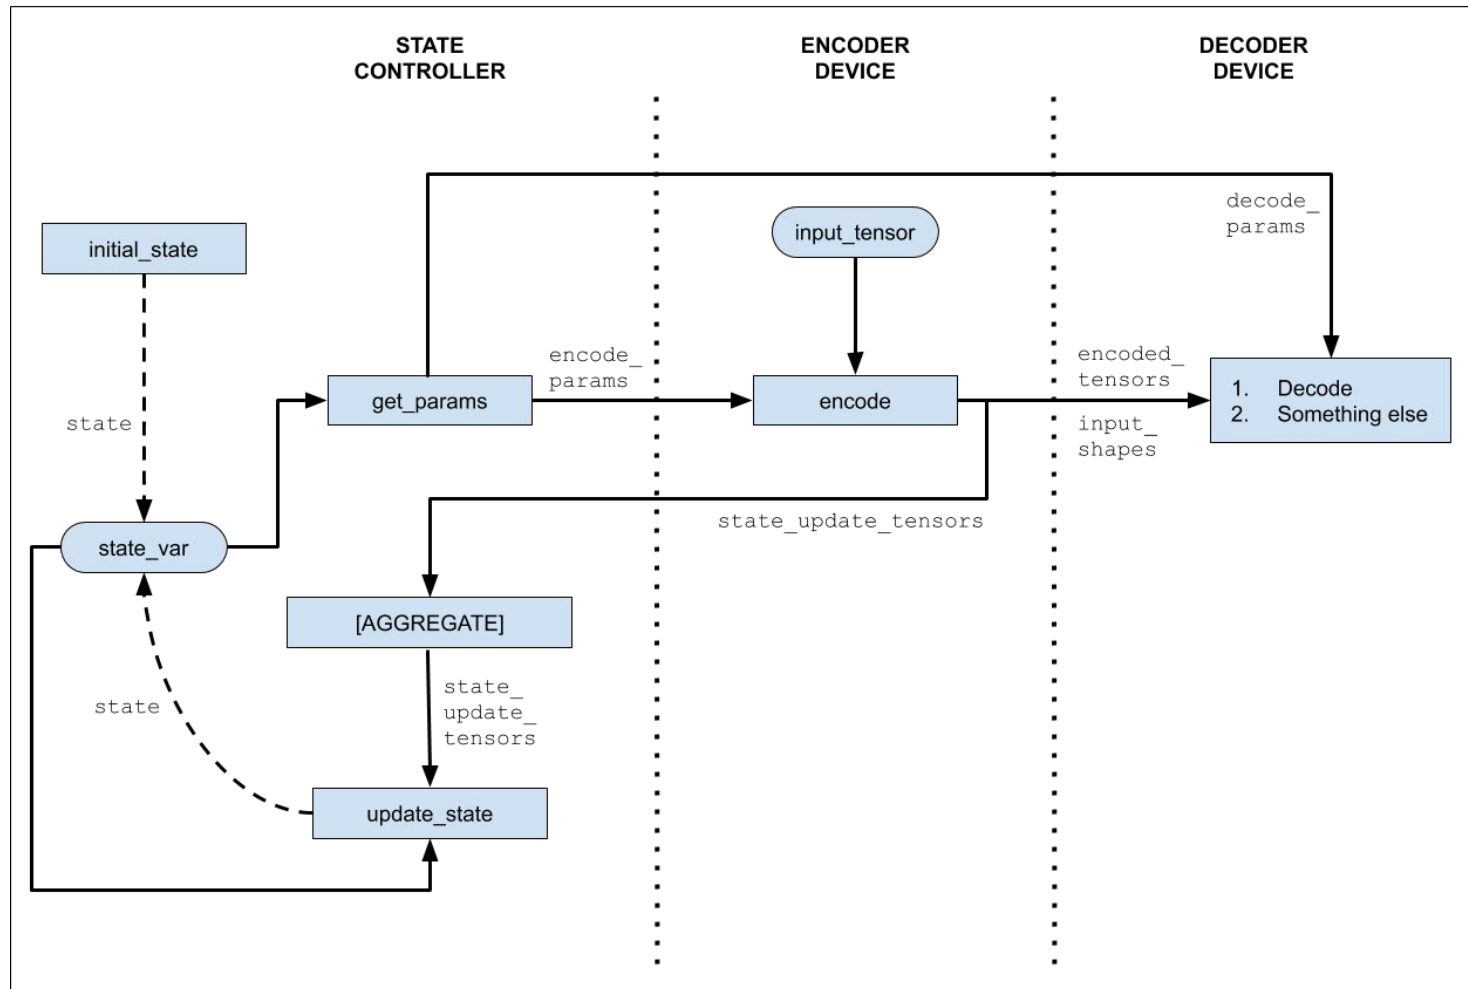 STATE
CONTROLLER
ENCODER
DEVICE
DECODER
DEVICE
initial_state
input_tensor
decode_
params
state
get_params
encode_
params
encode
encoded_
tensors
input_
shapes
1. Decode
2. Something else
state_var
state_update_tensors
[AGGREGATE]
state
state_
update_
tensors
update_state